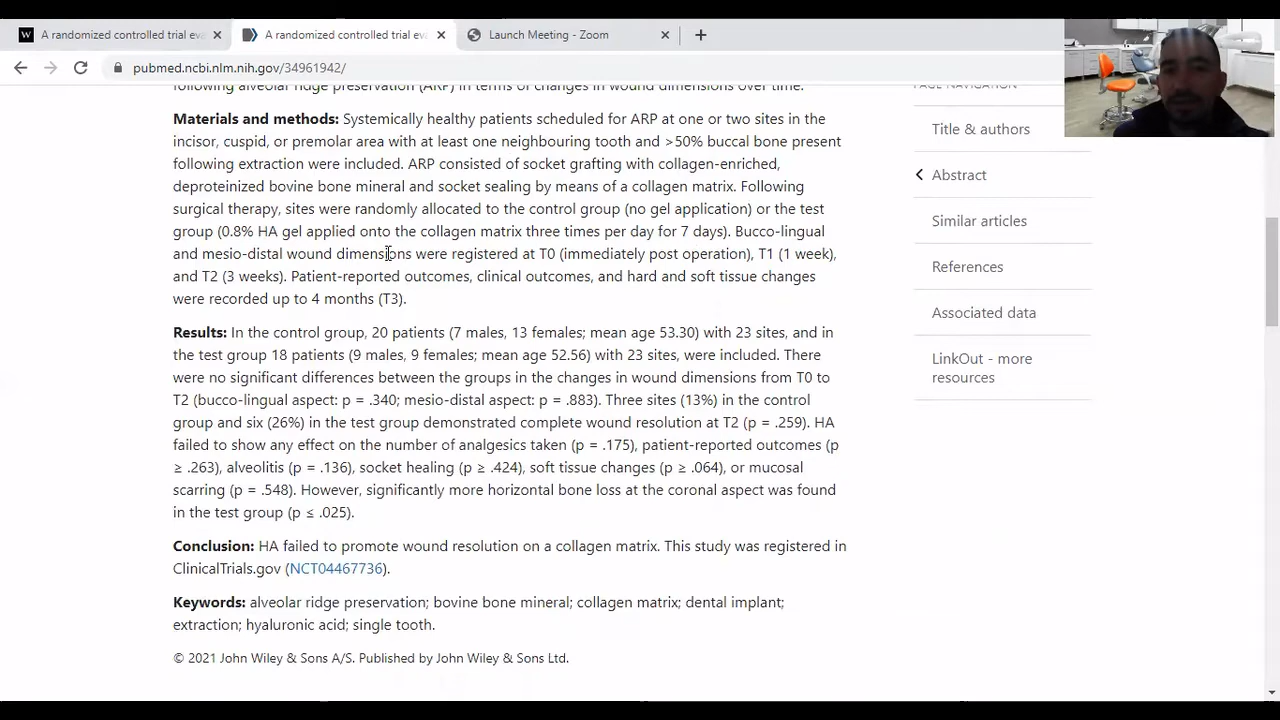 A randomized controlled trial eva
A randomized controlled trial eva
Launch Meeting - Zoom
pubmed.ncbi.nlm.nih.gov/34961942/
following alveolar ridge preservation (ARP) in terms of changes in wound dimensions over time.
Materials and methods: Systemically healthy patients scheduled for ARP at one or two sites in the
incisor, cuspid, or premolar area with at least one neighbouring tooth and >50% buccal bone present
following extraction were included. ARP consisted of socket grafting with collagen-enriched,
deproteinized bovine bone mineral and socket sealing by means of a collagen matrix. Following
surgical therapy, sites were randomly allocated to the control group (no gel application) or the test
group (0.8% HA gel applied onto the collagen matrix three times per day for 7 days). Bucco-lingual
and mesio-distal wound dimensions were registered at T0 (immediately post operation), T1 (1 week),
and T2 (3 weeks). Patient-reported outcomes, clinical outcomes, and hard and soft tissue changes
were recorded up to 4 months (T3).
Results: In the control group, 20 patients (7 males, 13 females; mean age 53.30) with 23 sites, and in
the test group 18 patients (9 males, 9 females; mean age 52.56) with 23 sites, were included. There
were no significant differences between the groups in the changes in wound dimensions from T0 to
T2 (bucco-lingual aspect: p = .340; mesio-distal aspect: p = .883). Three sites (13%) in the control
group and six (26%) in the test group demonstrated complete wound resolution at T2 (p = .259). HA
failed to show any effect on the number of analgesics taken (p = .175), patient-reported outcomes (p
≥ .263), alveolitis (p = .136), socket healing (p ≥ .424), soft tissue changes (p ≥ .064), or mucosal
scarring (p = .548). However, significantly more horizontal bone loss at the coronal aspect was found
in the test group (p ≤ .025).
Conclusion: HA failed to promote wound resolution on a collagen matrix. This study was registered in
ClinicalTrials.gov (NCT04467736).
Keywords: alveolar ridge preservation; bovine bone mineral; collagen matrix; dental implant;
extraction; hyaluronic acid; single tooth.
© 2021 John Wiley & Sons A/S. Published by John Wiley & Sons Ltd.
PAGE NAVIGATION
Title & authors
Abstract
Similar articles
References
Associated data
LinkOut - more
resources